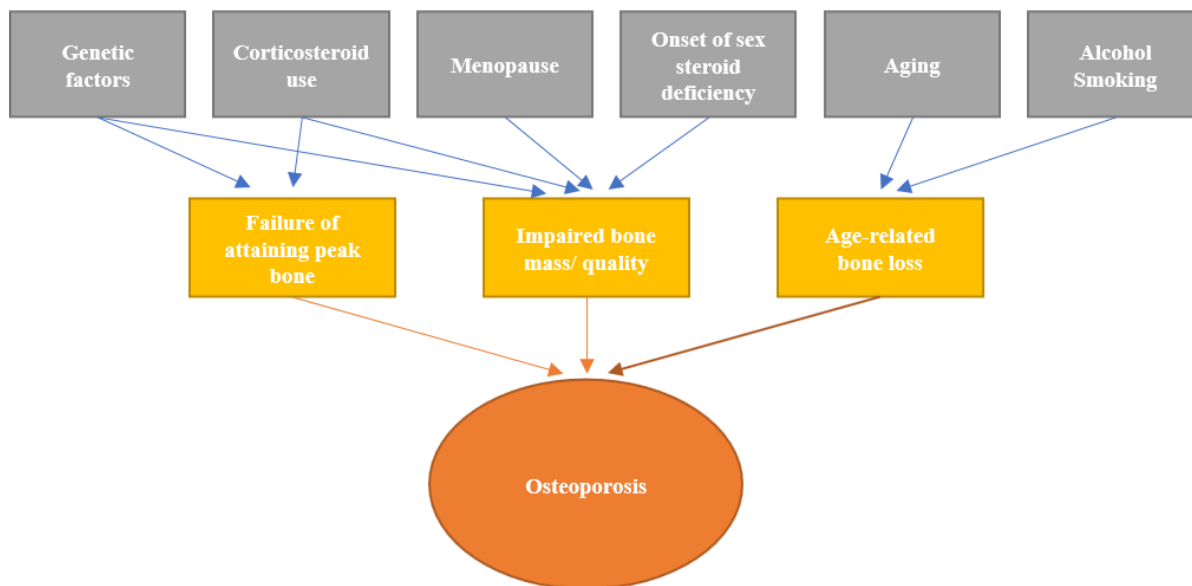 Genetic
factors
Corticosteroid
use
Menopause
Onset of sex
steroid
deficiency
Aging
Alcohol
Smoking
Failure of
attaining peak
bone
Impaired bone
mass/ quality
Age-related
bone loss
Osteoporosis